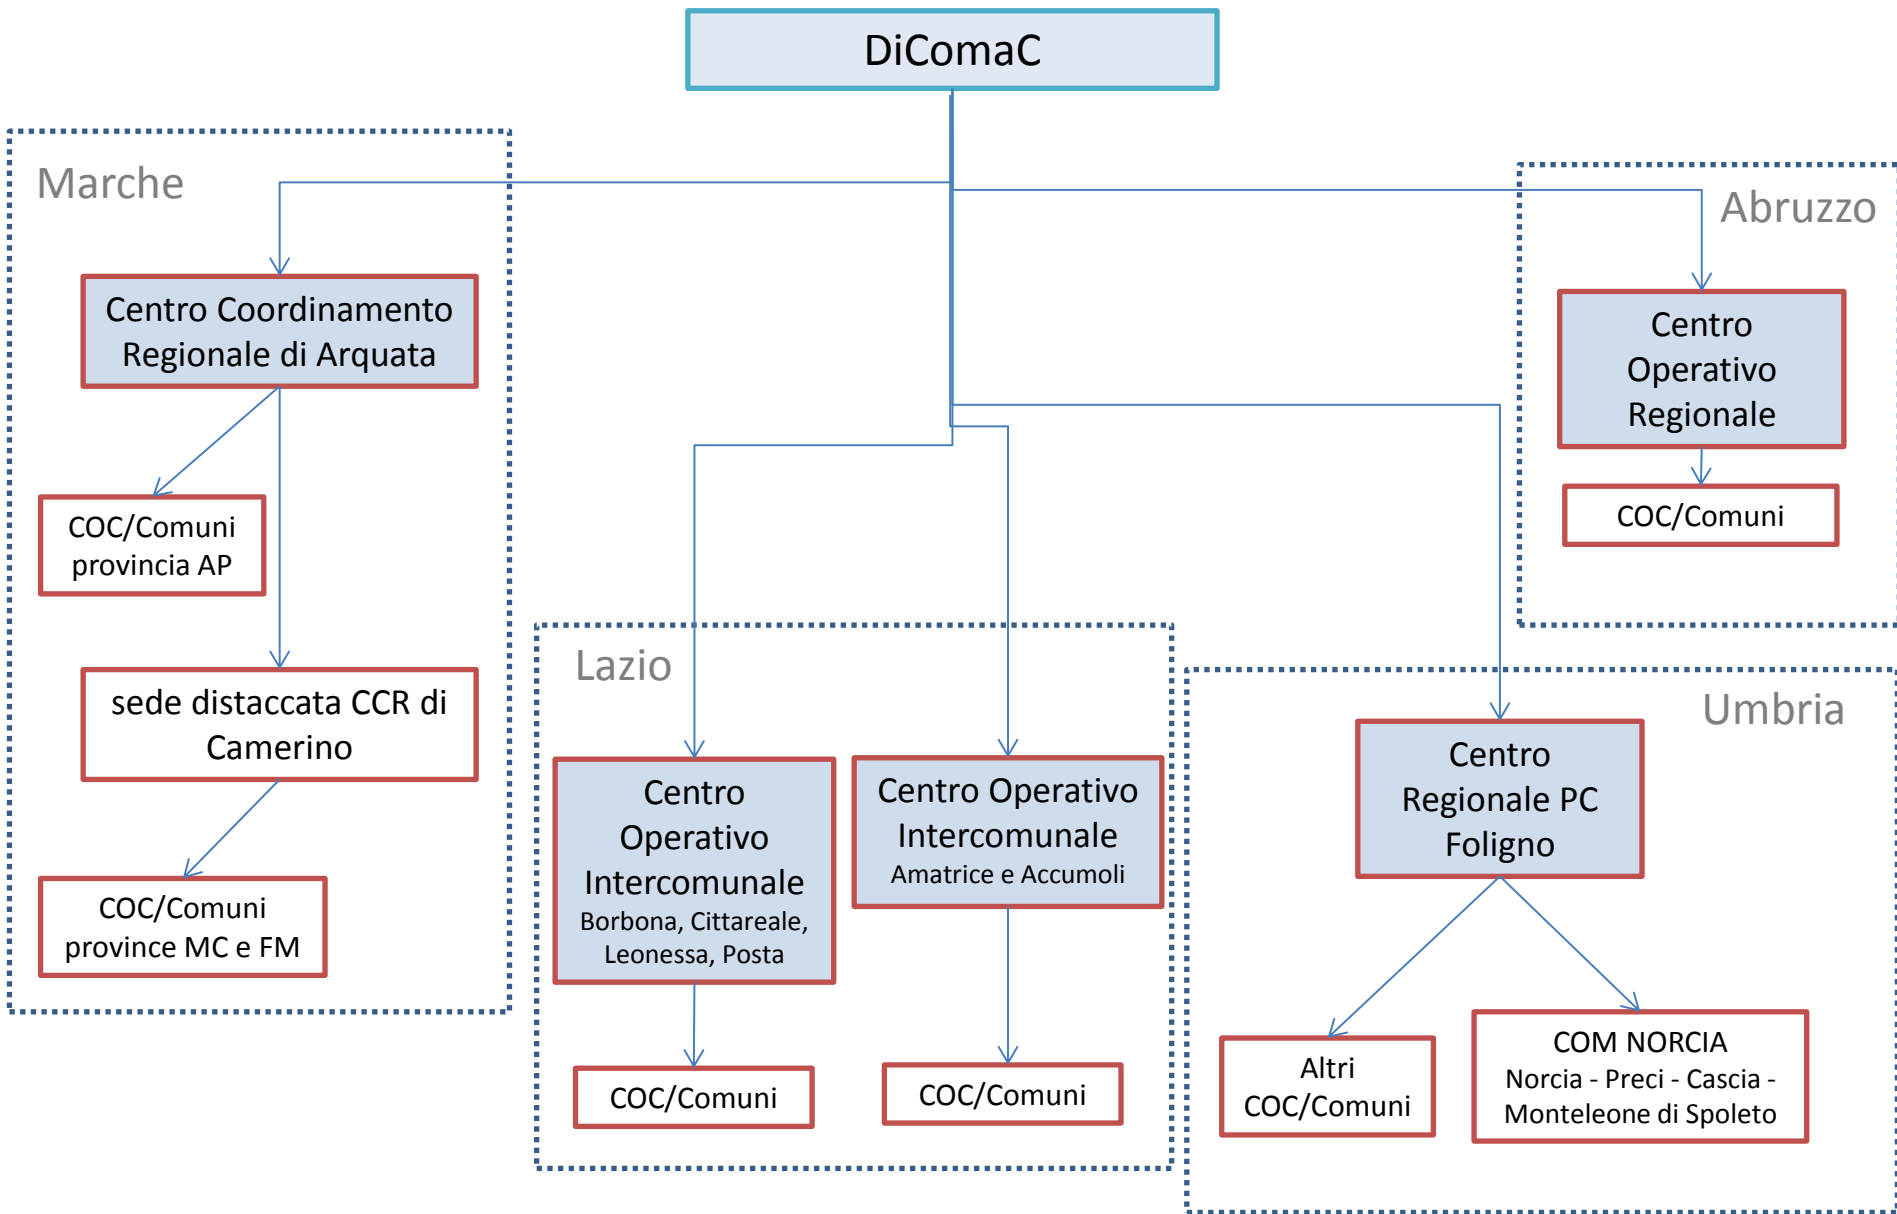 DiComaC
Marche
Centro Coordinamento
Regionale di Arquata
COC/Comuni
provincia AP
sede distaccata CCR di
Camerino
COC/Comuni
province MC e FM
Lazio
Centro
Operativo
Intercomunale
Borbona, Cittareale,
Leonessa, Posta
COC/Comuni
Centro Operativo
Intercomunale
Amatrice e Accumoli
COC/Comuni
Abruzzo
Centro
Operativo
Regionale
COC/Comuni
Umbria
Centro
Regionale PC
Foligno
Altri
COC/Comuni
COM NORCIA
Norcia - Preci - Cascia -
Monteleone di Spoleto